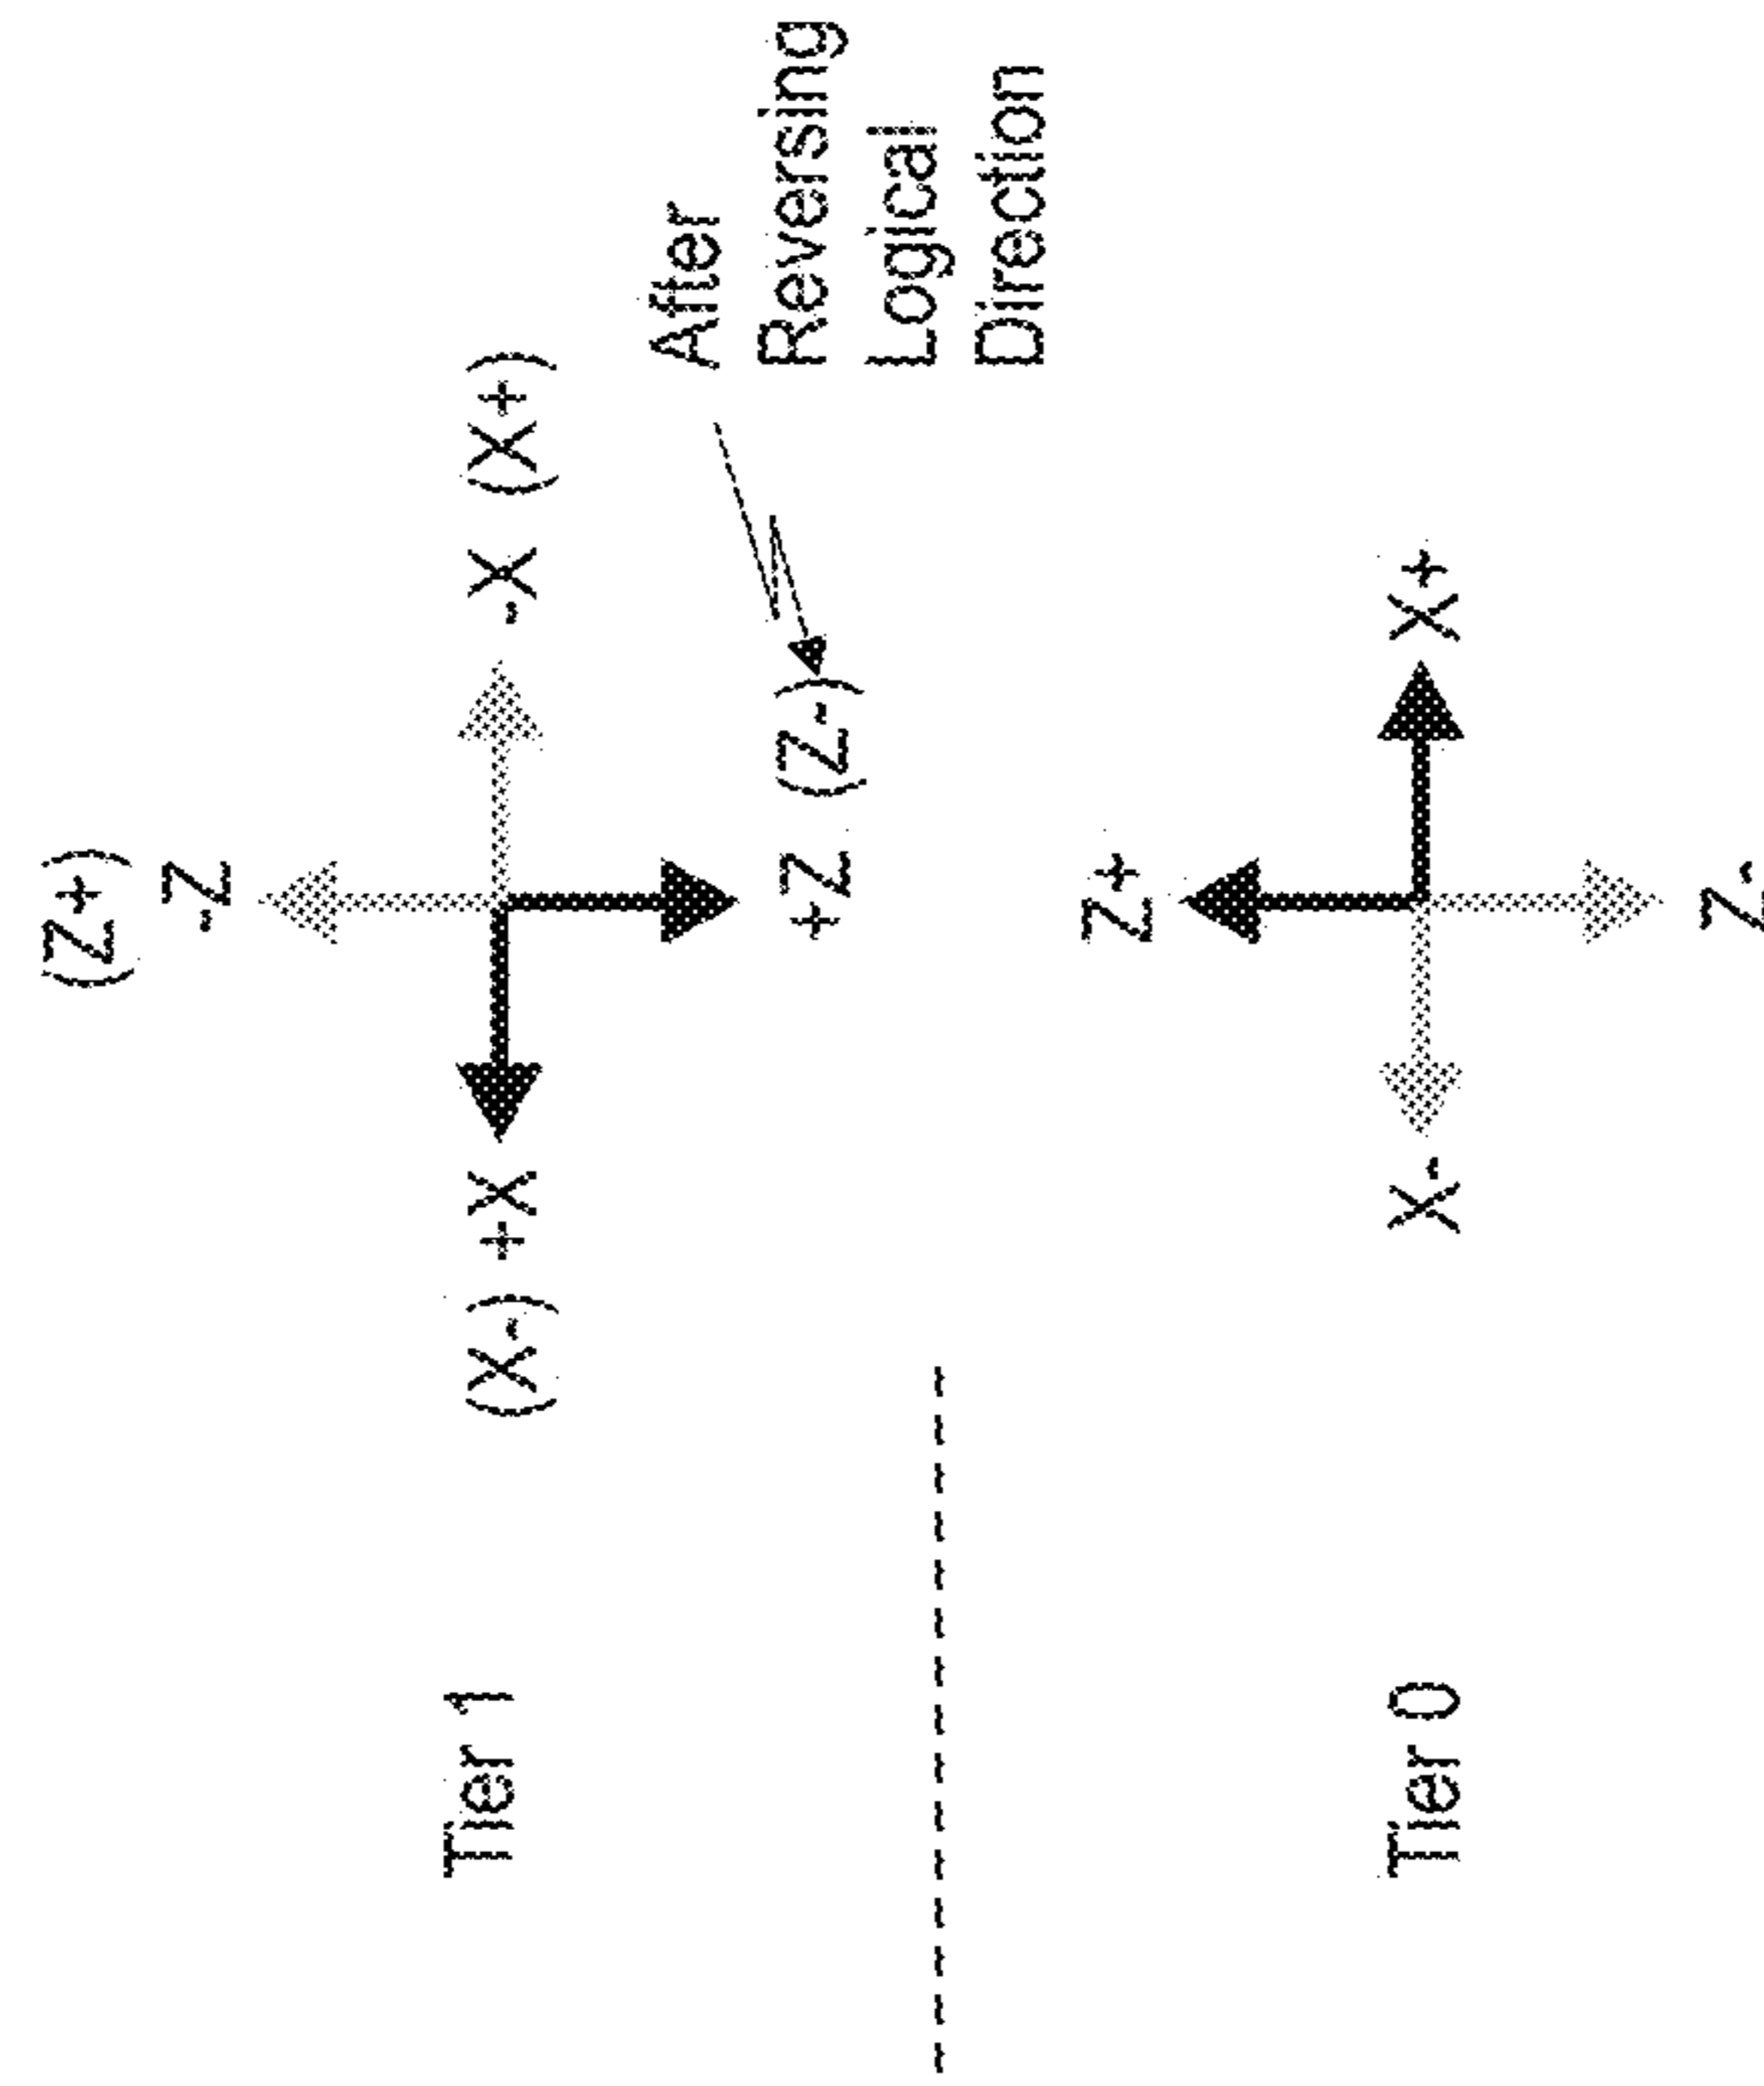 (Z+)
-Z
Tier 1
(X-) +X
-X (X+)
+Z (Z-)
After
Reversing
Logical
Direction
Z+
Tier 0
X-
X+
Z-